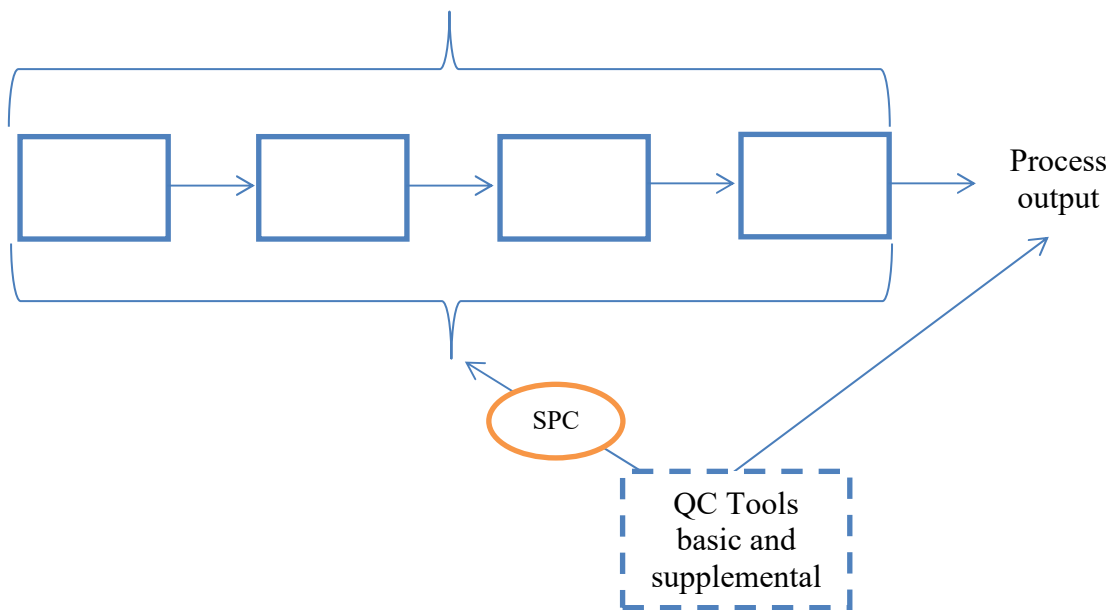 Process
output
SPC
QC Tools
basic and
supplemental